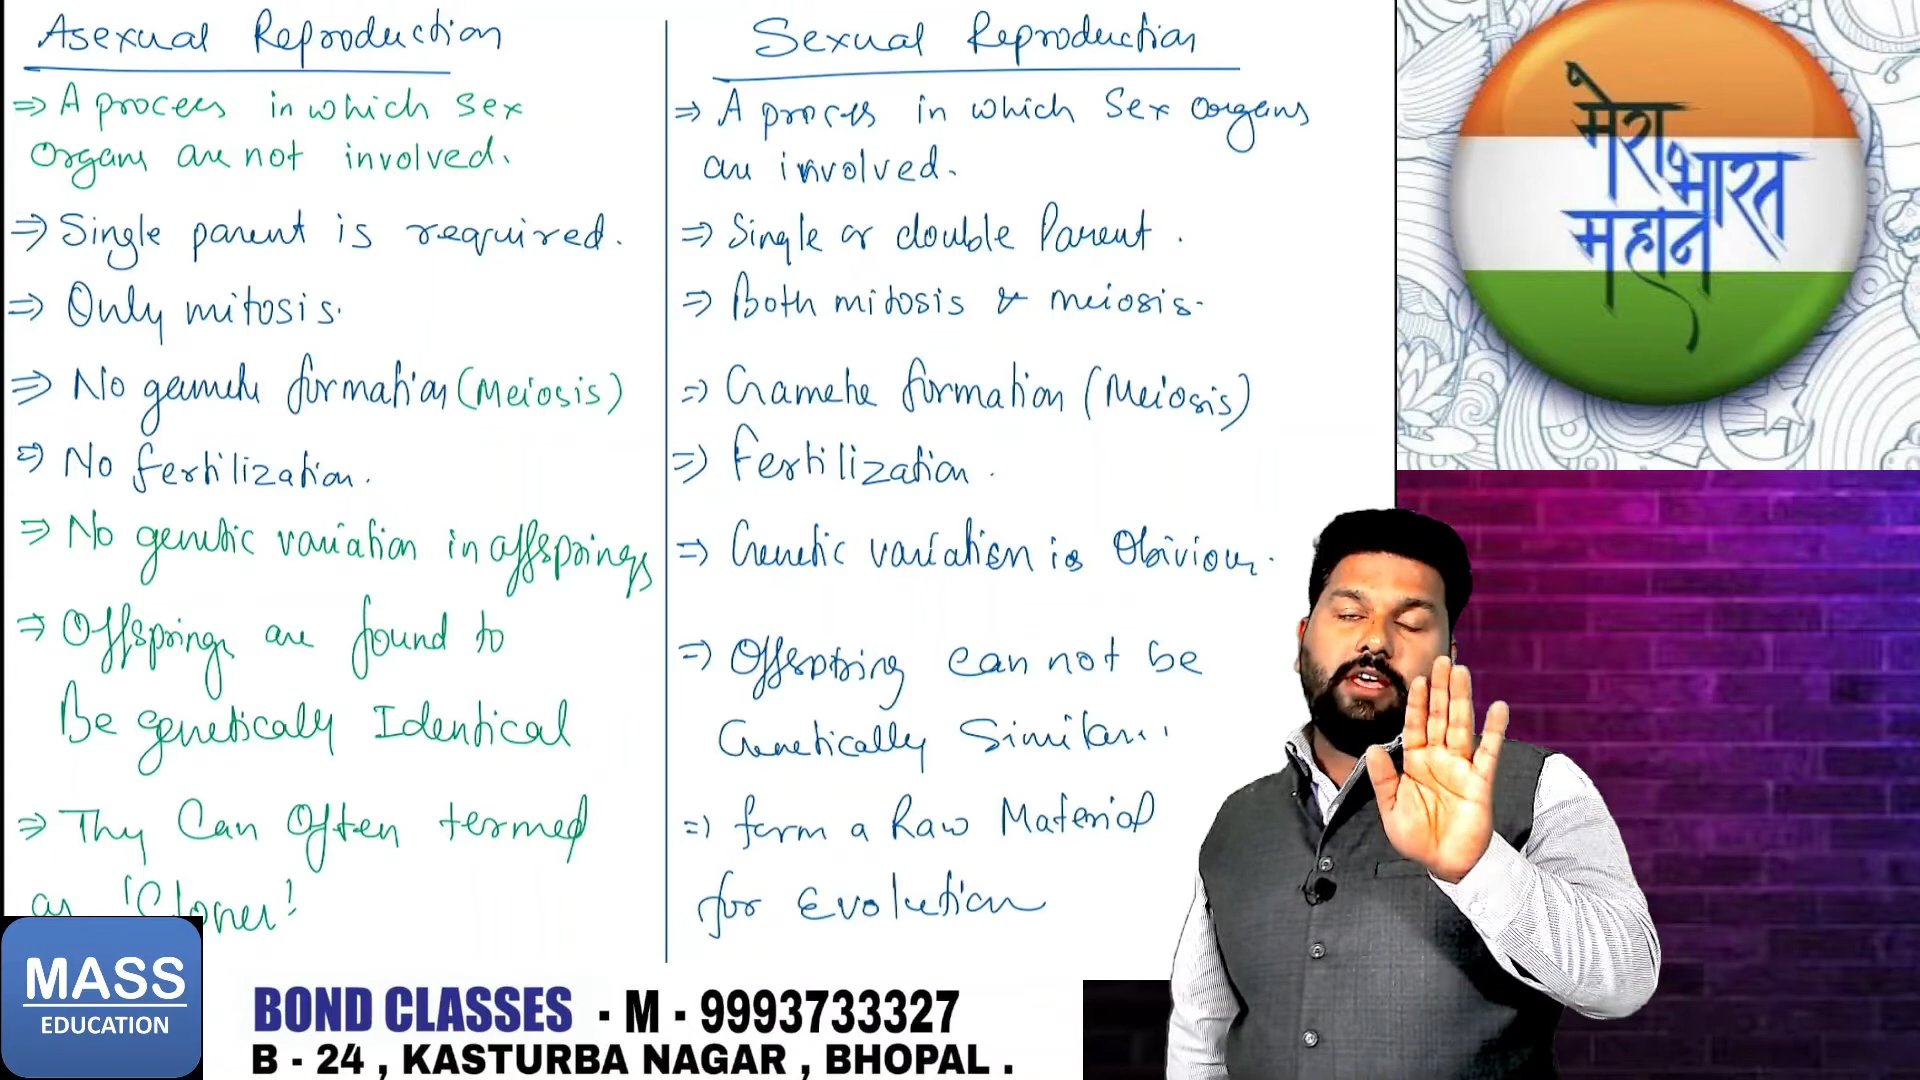 Asexual Reproduction
=> A process in which sex
organs are not involved.
=> Single parent is required.
=> Only mitosis.
=> No gamete formation (Meiosis)
=> No fertilization.
=> No genetic variation in offsprings
=> Offsprings are found to
Be genetically Identical
=> They Can Often termed
as 'Clones'
Sexual Reproduction
=> A process in which Sex organs
are involved.
=> Single or double Parent.
=> Both mitosis & meiosis.
=> Gamete formation (Meiosis)
=> Fertilization.
=> Genetic variation is Obivious.
=> Offspring can not be
Genetically Similar..
=> form a Raw Material
for Evolution
मेरा
भारत
महान
MASS
EDUCATION
BOND CLASSES - M - 9993733327
B - 24 , KASTURBA NAGAR , BHOPAL .